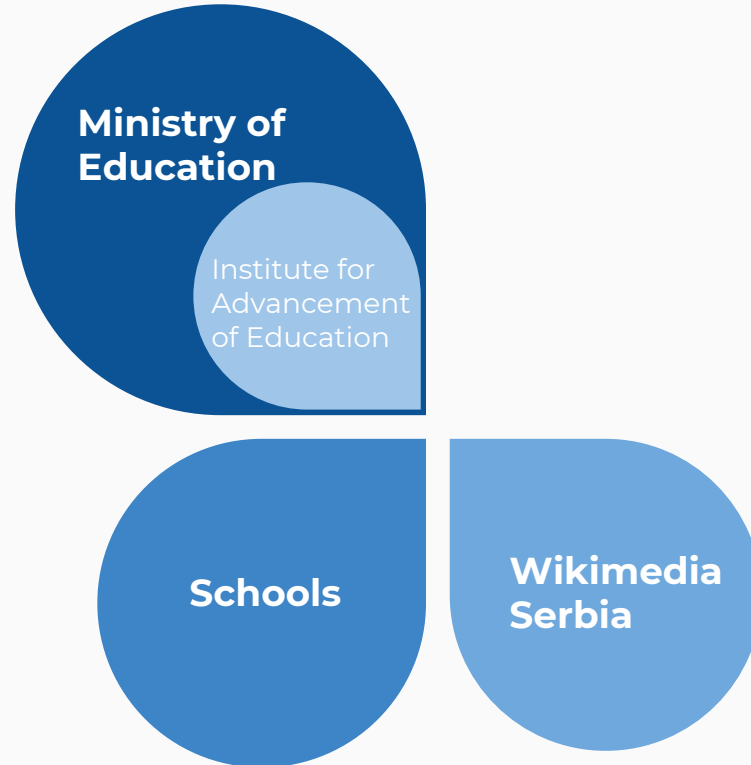 Ministry of
Education
Institute for
Advancement
of Education
Schools
Wikimedia
Serbia